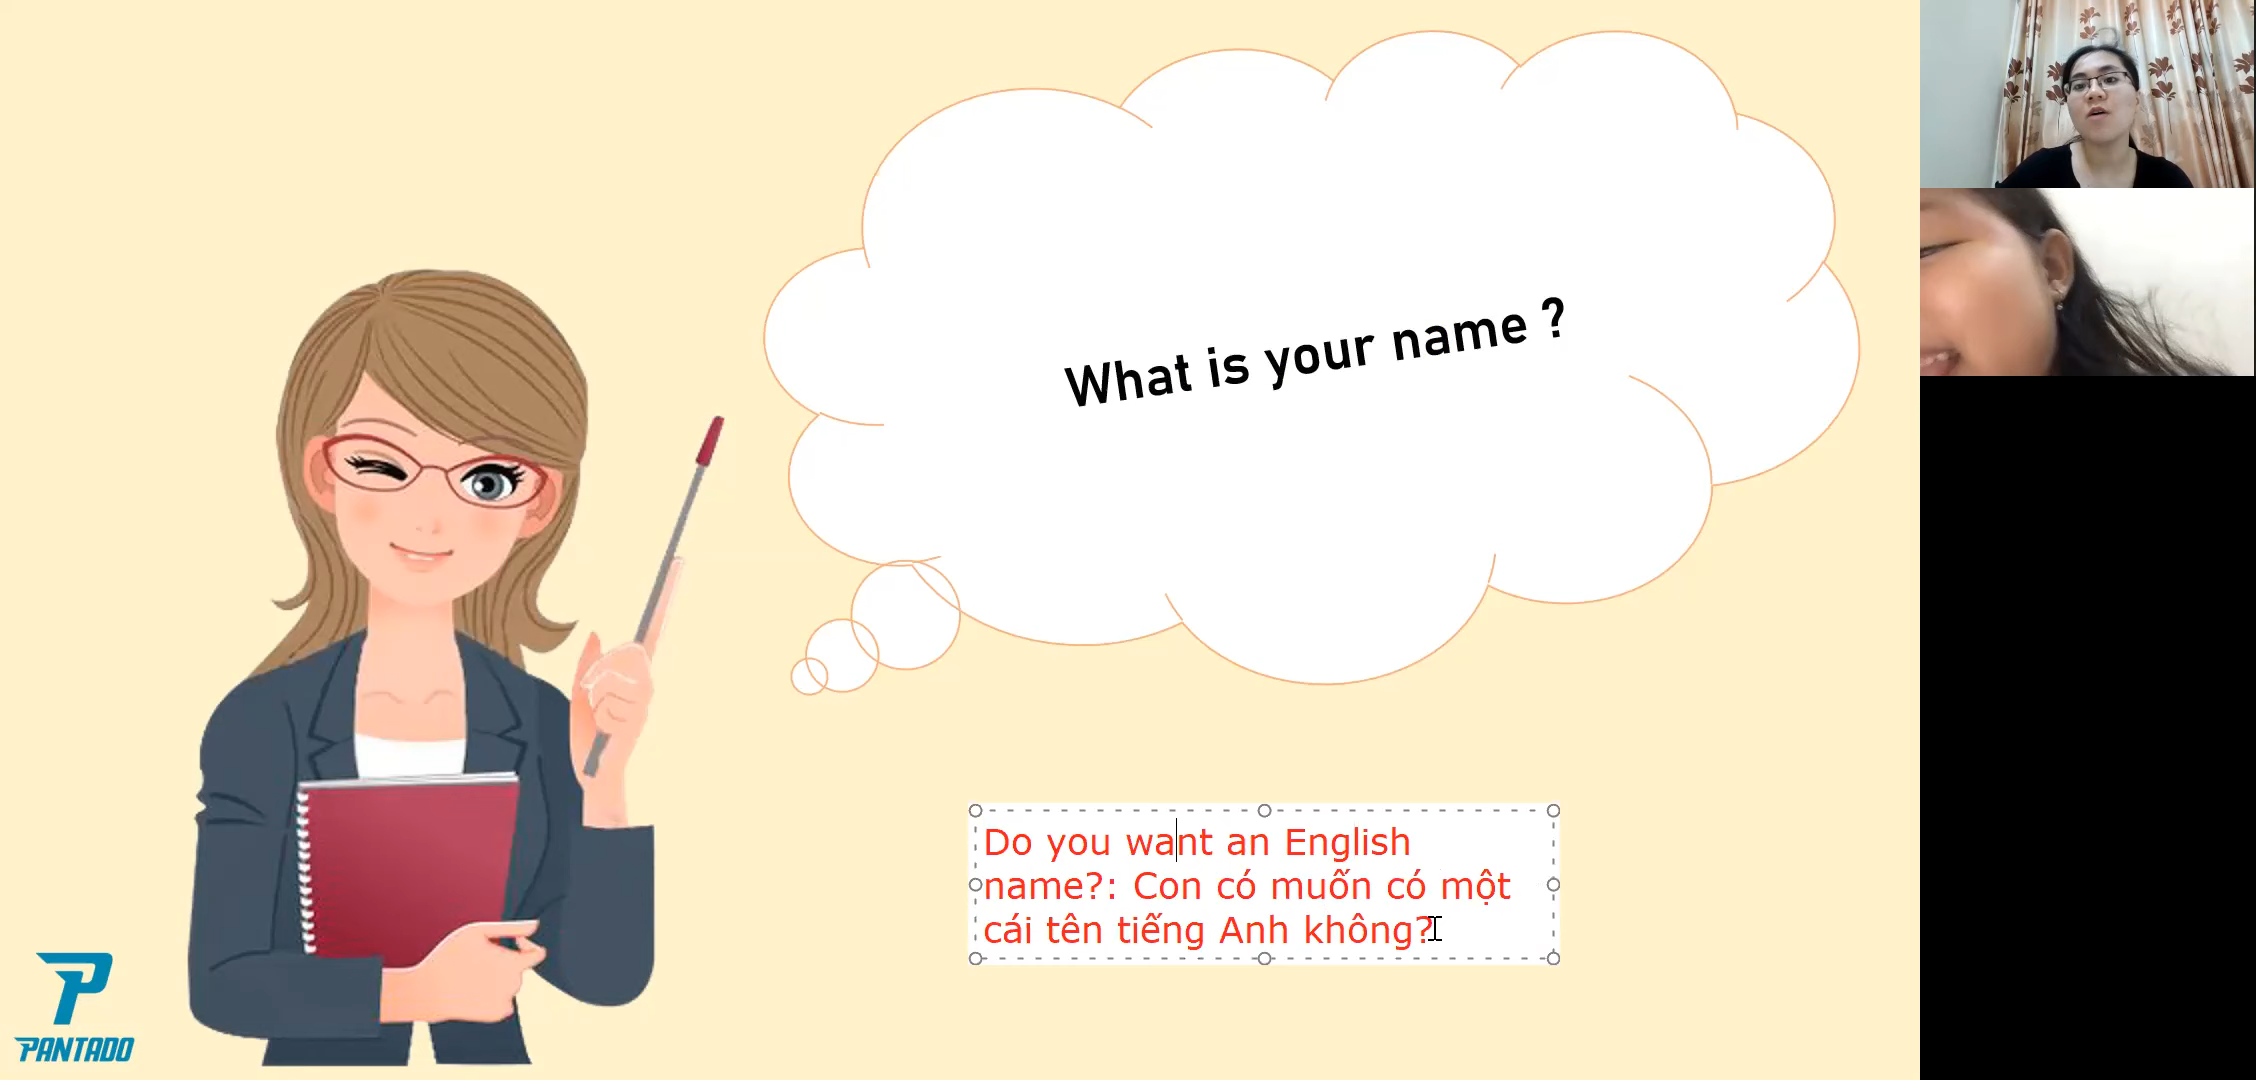 What is your name ?
Do you want an English
name?: Con có muốn có một
cái tên tiếng Anh không?
PANTADO